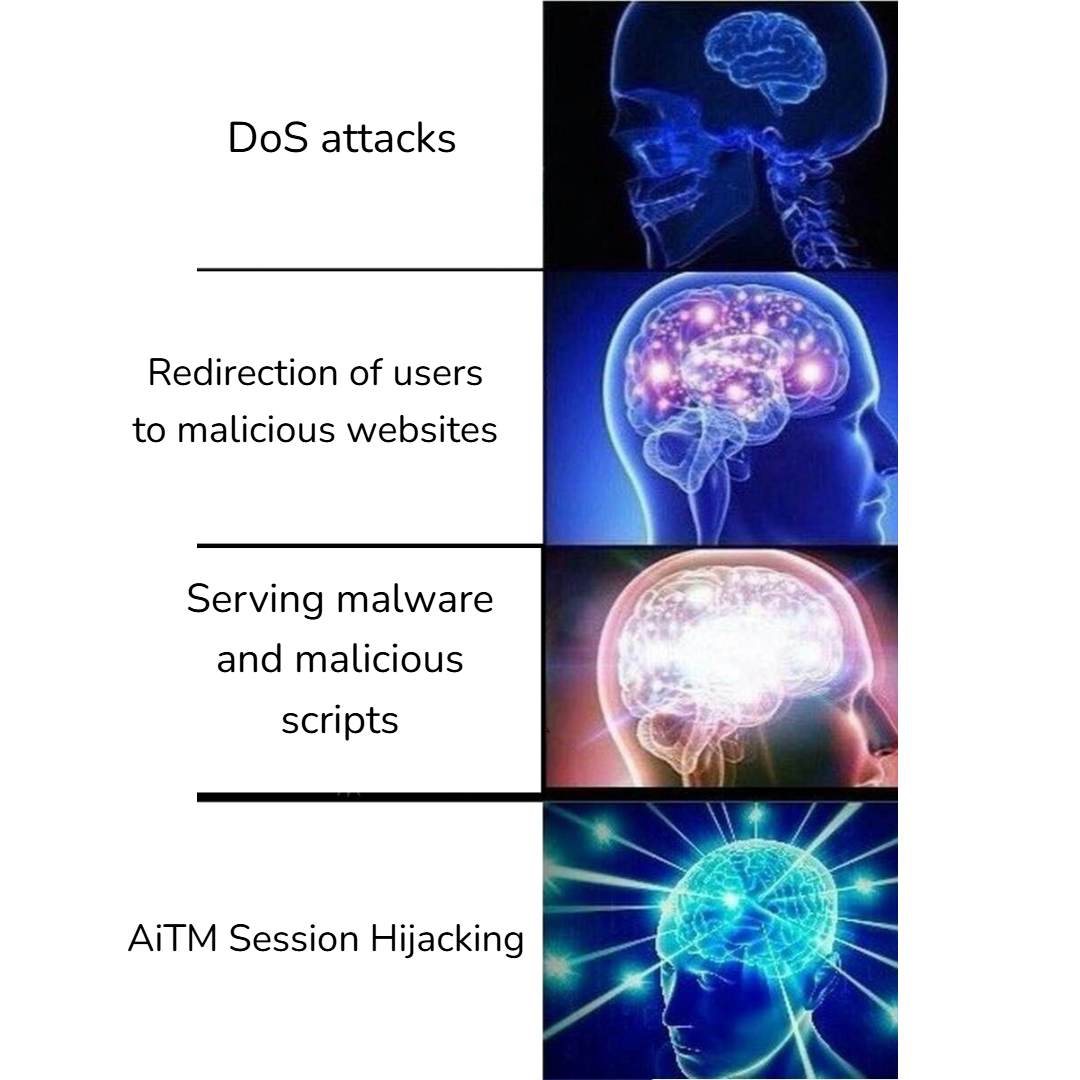 DoS attacks
Redirection of users
to malicious websites
Serving malware
and malicious
scripts
AiTM Session Hijacking